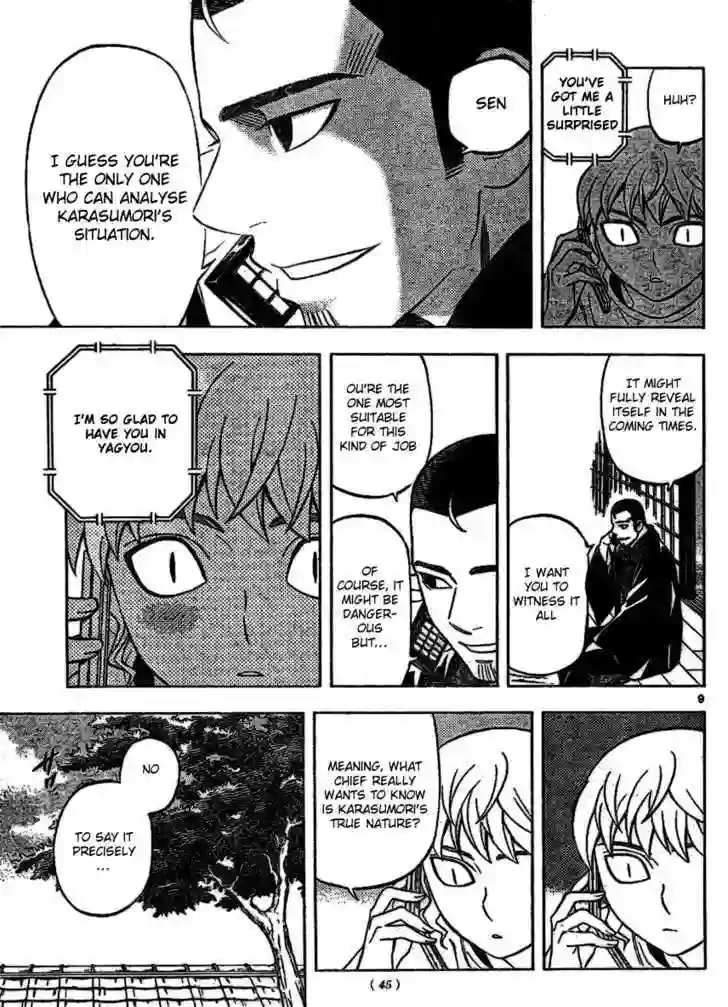 HUH?
YOU'VE
GOT ME A
LITTLE
SURPRISED
SEN
I GUESS YOU'RE
THE ONLY ONE
WHO CAN ANALYSE
KARASUMORI'S
SITUATION.
IT MIGHT
FULLY REVEAL
ITSELF IN THE
COMING TIMES.
I WANT
YOU TO
WITNESS IT
ALL
OU'RE THE
ONE MOST
SUITABLE
FOR THIS
KIND OF JOB
OF
COURSE, IT
MIGHT BE
DANGER-
OUS
BUT...
I'M SO GLAD TO
HAVE YOU IN
YAGYOU.
9
MEANING, WHAT
CHIEF REALLY
WANTS TO KNOW
IS KARASUMORI'S
TRUE NATURE?
NO
TO SAY IT
PRECISELY
...
( 45 )